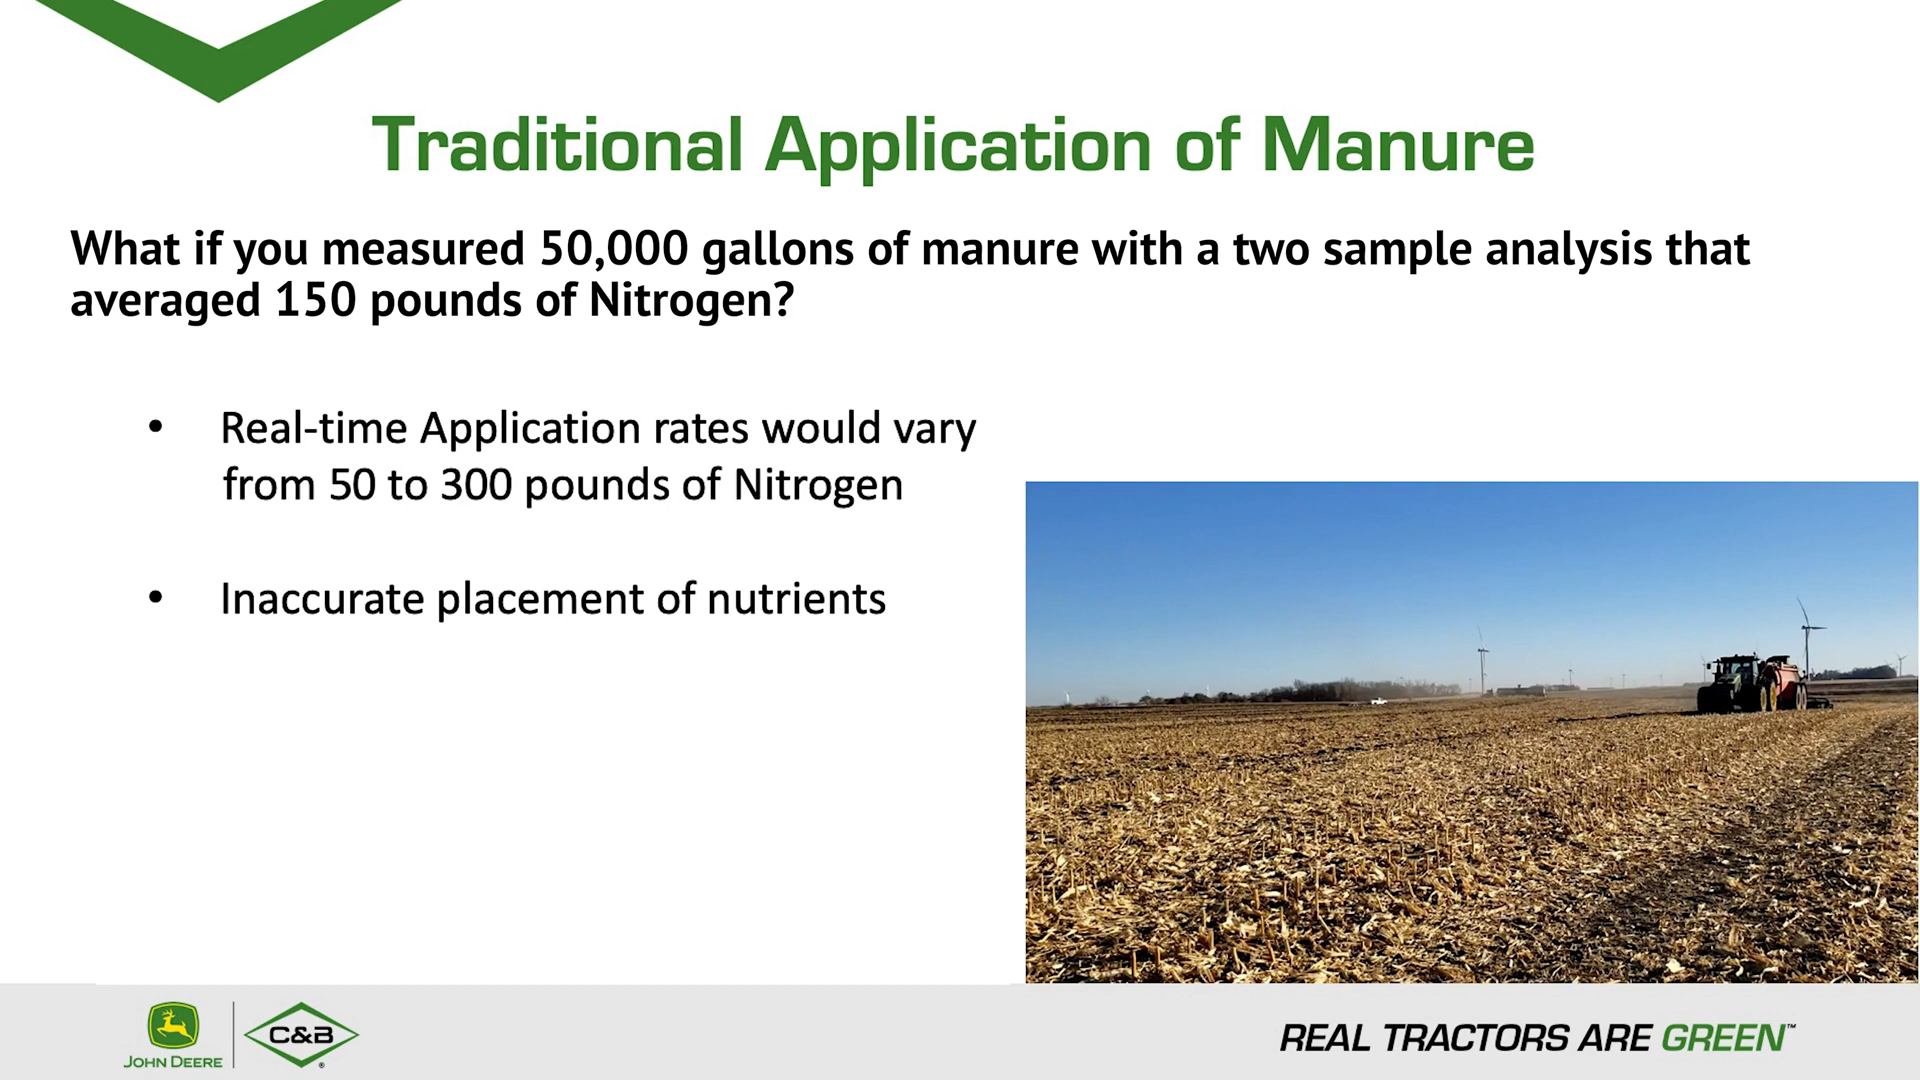 Traditional Application of Manure
What if you measured 50,000 gallons of manure with a two sample analysis that
averaged 150 pounds of Nitrogen?
• Real-time Application rates would vary
from 50 to 300 pounds of Nitrogen
• Inaccurate placement of nutrients
JOHN DEERE
C&B®
REAL TRACTORS ARE GREEN™